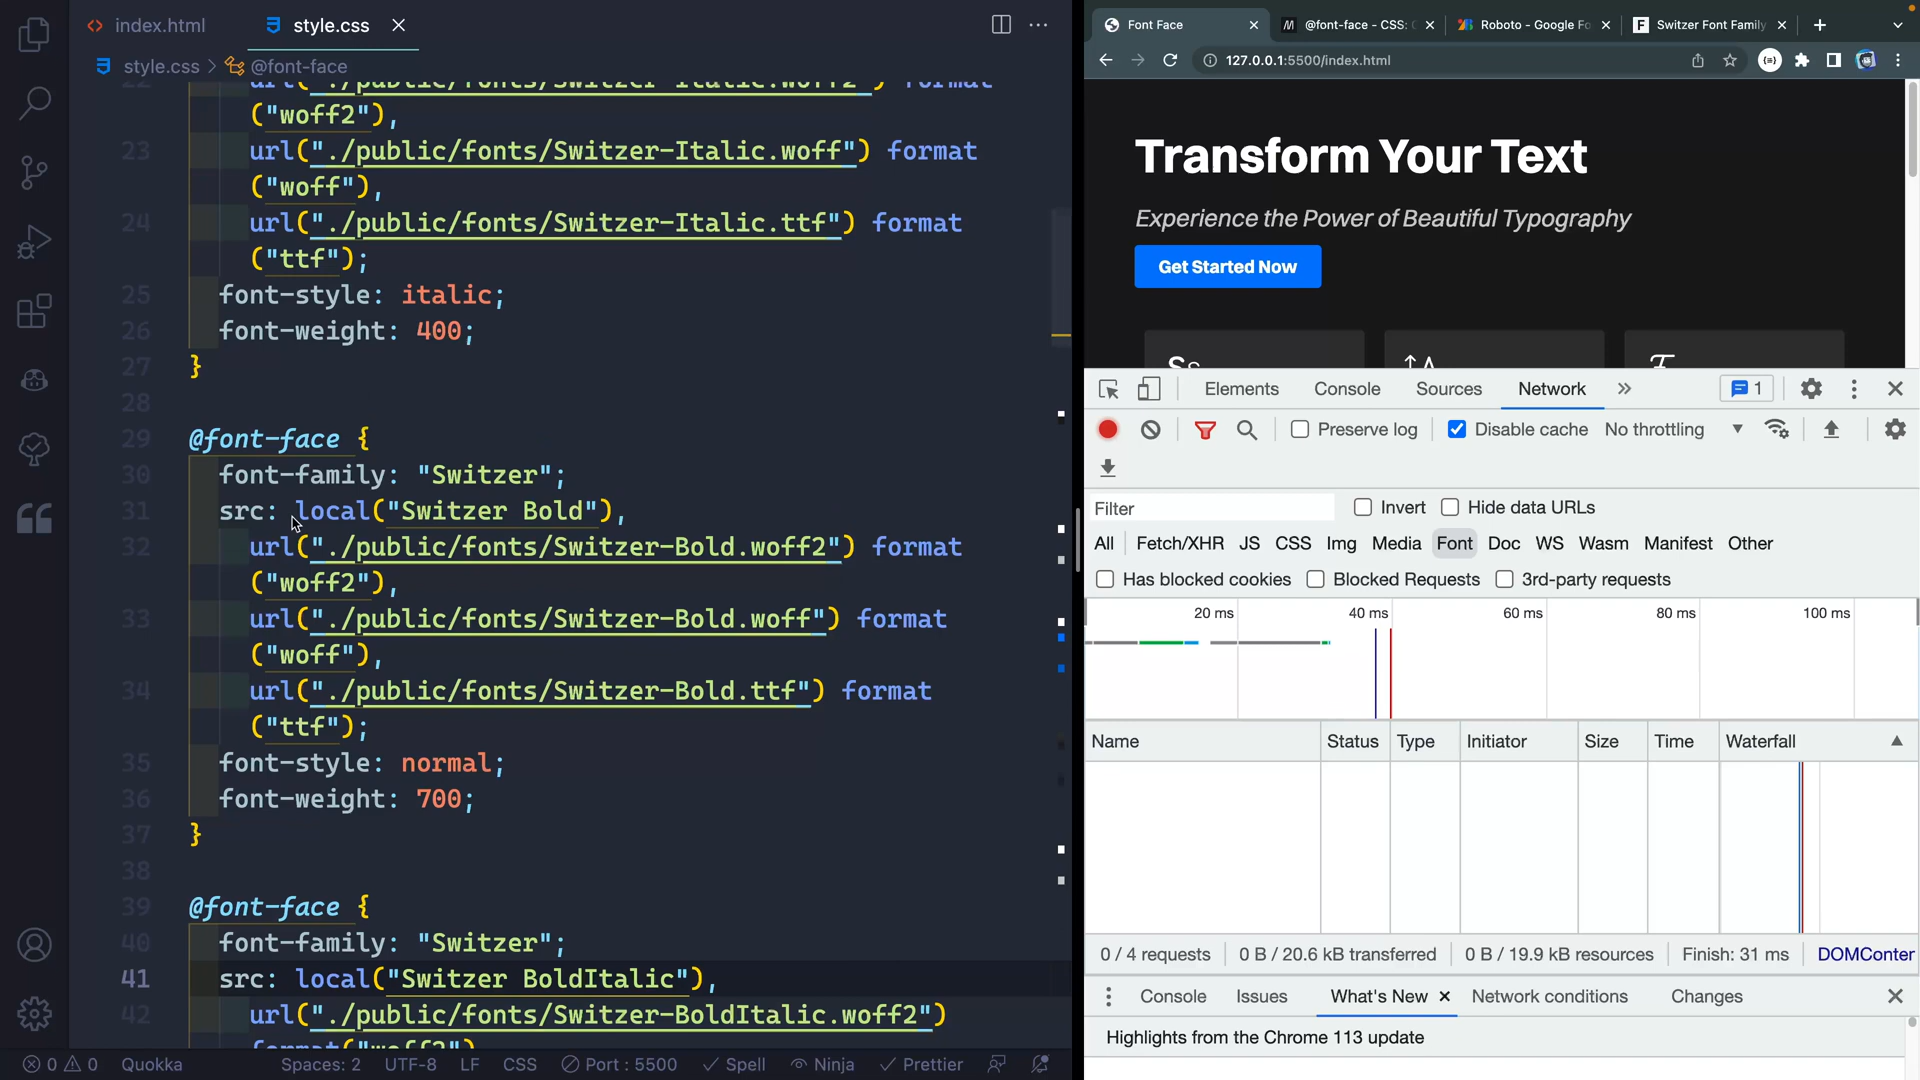 index.html
style.css
style.css > @font-face
22 url("./public/fonts/Switzer-Italic.woff2") format
("woff2"),
23 url("./public/fonts/Switzer-Italic.woff") format
("woff"),
24 url("./public/fonts/Switzer-Italic.ttf") format
("ttf");
25 font-style: italic;
26 font-weight: 400;
27 }
28
29 @font-face {
30 font-family: "Switzer";
31 src: local("Switzer Bold"),
32 url("./public/fonts/Switzer-Bold.woff2") format
("woff2"),
33 url("./public/fonts/Switzer-Bold.woff") format
("woff"),
34 url("./public/fonts/Switzer-Bold.ttf") format
("ttf");
35 font-style: normal;
36 font-weight: 700;
37 }
38
39 @font-face {
40 font-family: "Switzer";
41 src: local("Switzer BoldItalic"),
42 url("./public/fonts/Switzer-BoldItalic.woff2")
format("woff2")
0 0 Quokka Spaces: 2 UTF-8 LF CSS Port : 5500 Spell Ninja Prettier
Font Face @font-face - CSS: Roboto - Google Fo Switzer Font Family
127.0.0.1:5500/index.html
Transform Your Text
Experience the Power of Beautiful Typography
Get Started Now
Elements Console Sources Network 1
Preserve log Disable cache No throttling
Filter Invert Hide data URLs
All Fetch/XHR JS CSS Img Media Font Doc WS Wasm Manifest Other
Has blocked cookies Blocked Requests 3rd-party requests
20 ms 40 ms 60 ms 80 ms 100 ms
Name Status Type Initiator Size Time Waterfall
0 / 4 requests 0 B / 20.6 kB transferred 0 B / 19.9 kB resources Finish: 31 ms DOMConter
Console Issues What's New Network conditions Changes
Highlights from the Chrome 113 update